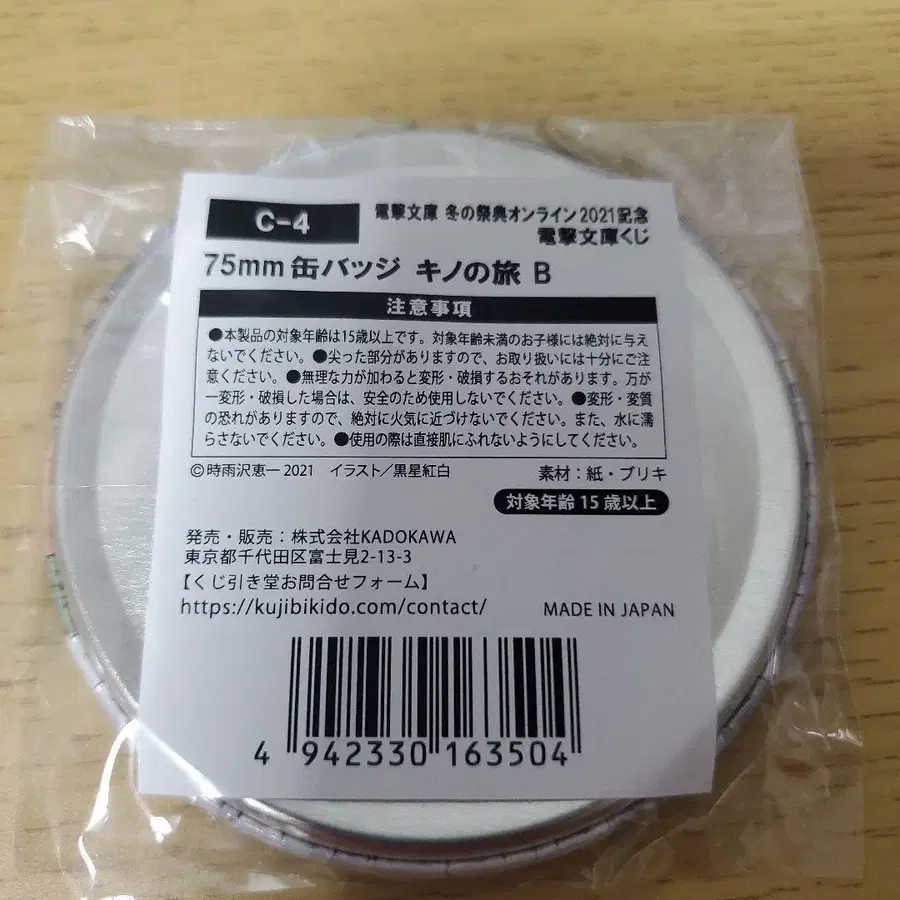 C-4
電撃文庫 冬の祭典オンライン2021記念
電撃文庫くじ
75mm 缶バッジ キノの旅 B
注意事項
●本製品の対象年齢は15歳以上です。対象年齢未満のお子様には絶対に与え
ないでください。●尖った部分がありますので、お取り扱いには十分にご注
意ください。●無理な力が加わると変形・破損するおそれがあります。万が
一変形・破損した場合は、安全のため使用しないでください。●変形・変質
の恐れがありますので、絶対に火気に近づけないでください。また、水に濡
らさないでください。●使用の際は直接肌にふれないようにしてください。
©時雨沢恵一 2021 イラスト／黒星紅白
素材：紙・ブリキ
対象年齢 15 歳以上
発売・販売：株式会社KADOKAWA
東京都千代田区富士見2-13-3
【くじ引き堂お問合せフォーム】
https://kujibikido.com/contact/
MADE IN JAPAN
4 942330 163504